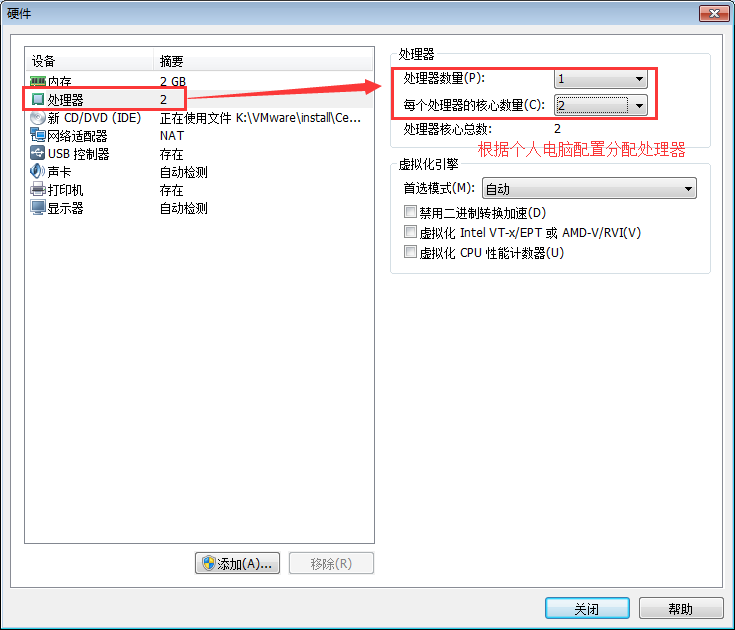 硬件
设备 摘要
内存 2 GB
处理器 2
新 CD/DVD (IDE) 正在使用文件 K:\VMware\install\Ce...
网络适配器 NAT
USB 控制器 存在
声卡 自动检测
打印机 存在
显示器 自动检测
添加(A)... 移除(R)
处理器
处理器数量(P): 1
每个处理器的核心数量(C): 2
处理器核心总数: 2
根据个人电脑配置分配处理器
虚拟化引擎
首选模式(M): 自动
禁用二进制转换加速(D)
虚拟化 Intel VT-x/EPT 或 AMD-V/RVI(V)
虚拟化 CPU 性能计数器(U)
关闭 帮助